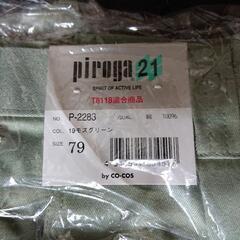 piroga 21
SPIRIT OF ACTIVE LIFE
T8118適合商品
NO. P-2283 QUAL. 綿 100%
COL. 19モスグリーン
SIZE 79
by CO-COS